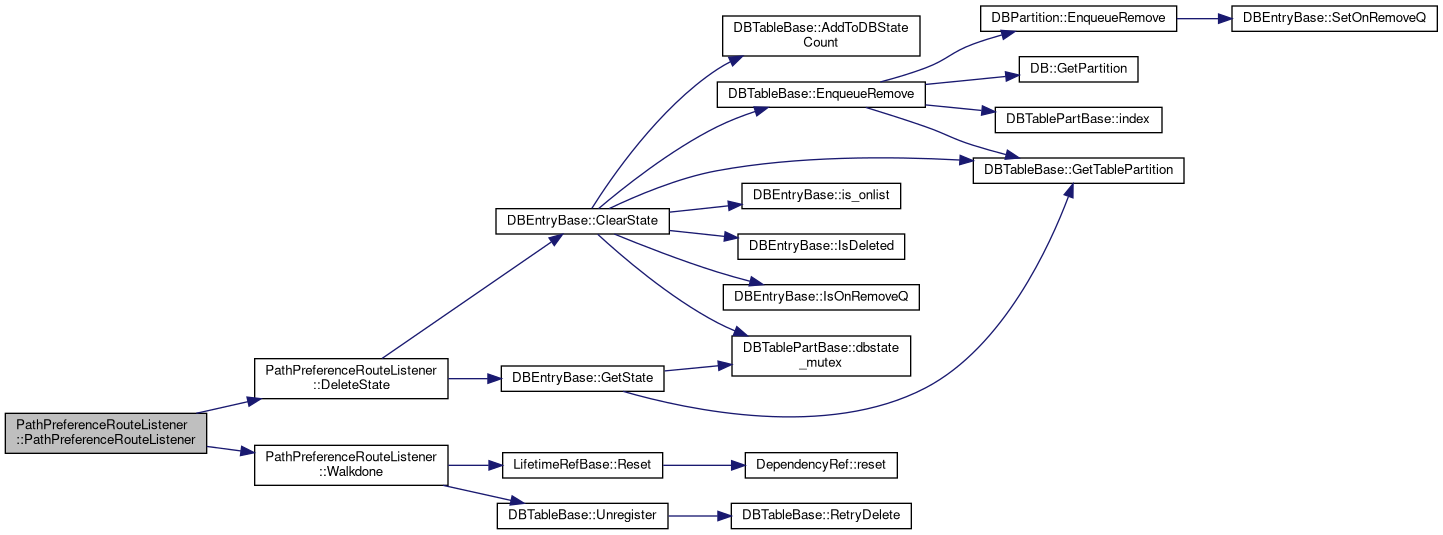 PathPreferenceRouteListener
::PathPreferenceRouteListener
PathPreferenceRouteListener
::DeleteState
PathPreferenceRouteListener
::Walkdone
DBEntryBase::ClearState
DBEntryBase::GetState
LifetimeRefBase::Reset
DBTableBase::Unregister
DBTableBase::AddToDBState
Count
DBTableBase::EnqueueRemove
DBEntryBase::is_onlist
DBEntryBase::IsDeleted
DBEntryBase::IsOnRemoveQ
DBTablePartBase::dbstate
_mutex
DependencyRef::reset
DBTableBase::RetryDelete
DBPartition::EnqueueRemove
DB::GetPartition
DBTablePartBase::index
DBTableBase::GetTablePartition
DBEntryBase::SetOnRemoveQ